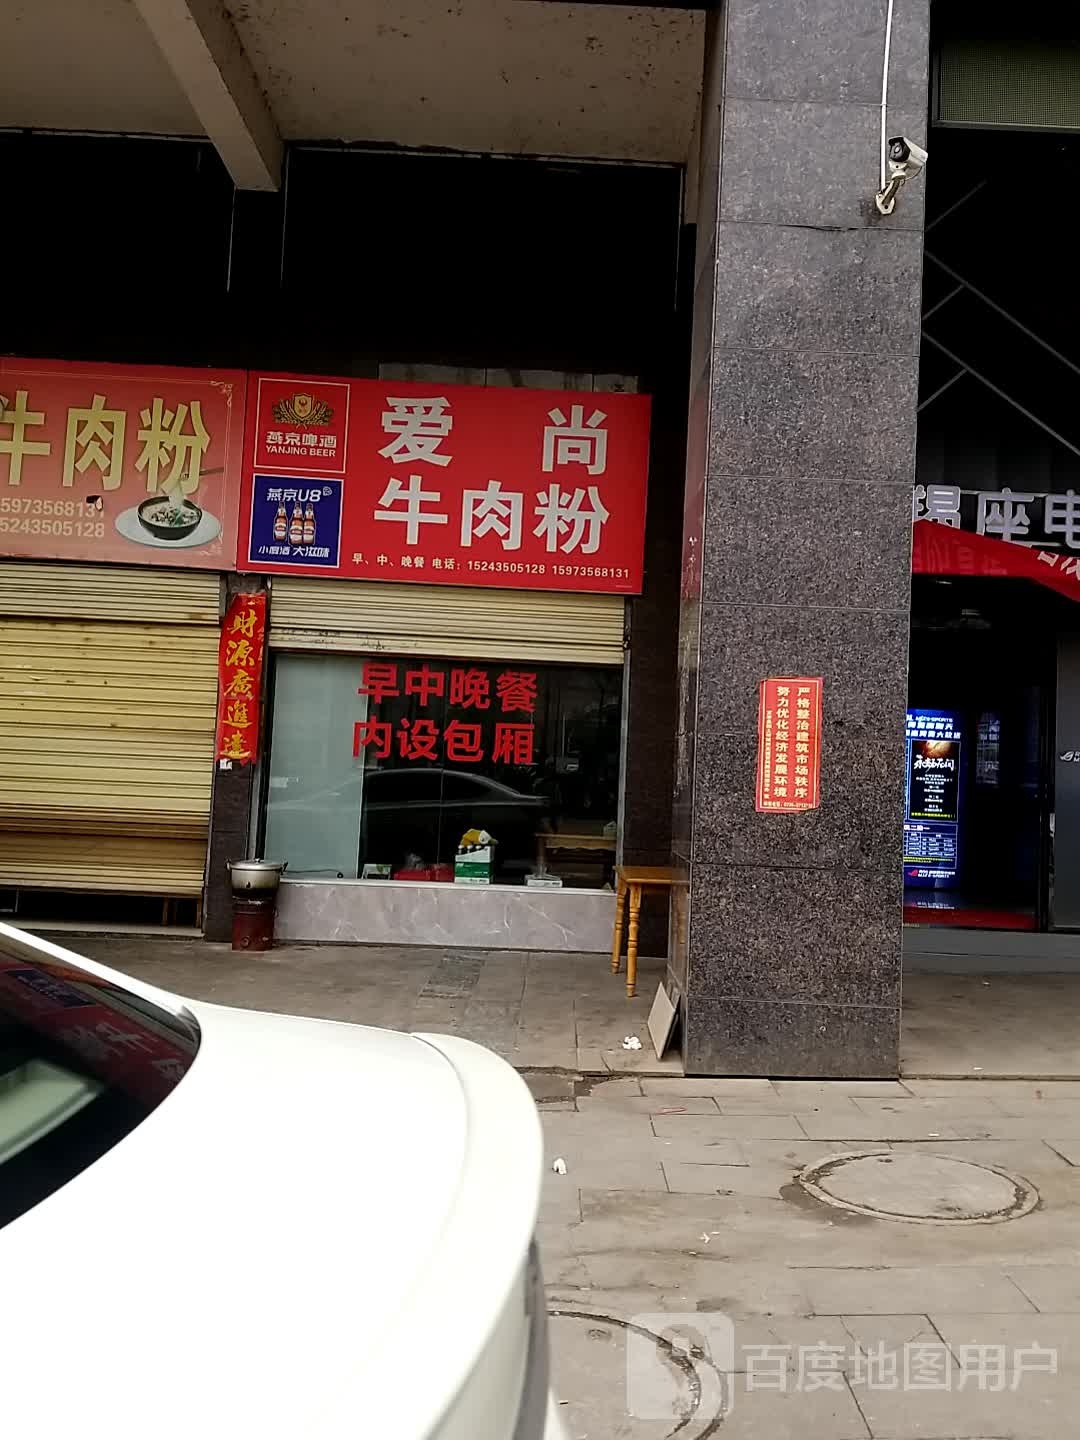 牛肉粉
15243505128
燕京啤酒
YANJING BEER
燕京U8
小度酒 大滋味
爱尚
牛肉粉
早、中、晚餐 电话：15243505128 15973568131
财源广进达
早中晚餐
内设包厢
严格整治建筑市场秩序
努力优化经济发展环境
座电
百度地图用户